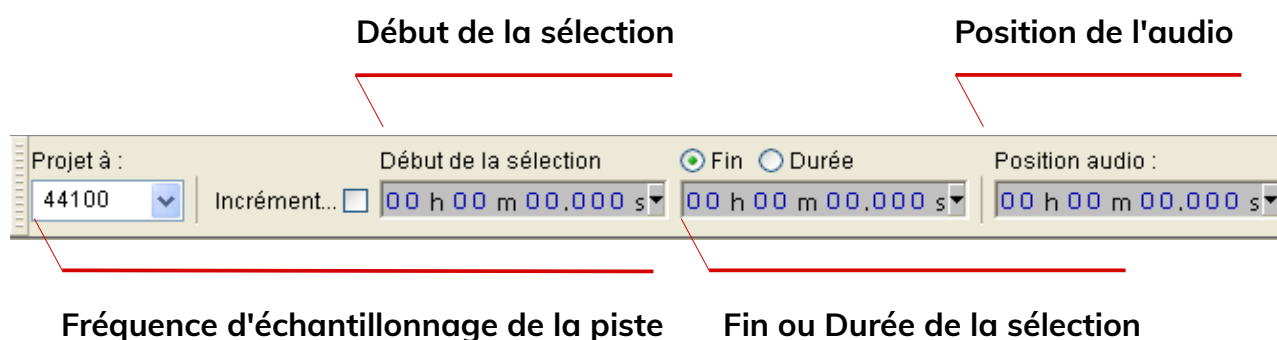 Début de la sélection Position de l'audio
Projet à : Début de la sélection Fin Durée Position audio :
44100 Incrément... 00 h 00 m 00.000 s 00 h 00 m 00.000 s 00 h 00 m 00.000 s
Fréquence d'échantillonnage de la piste Fin ou Durée de la sélection